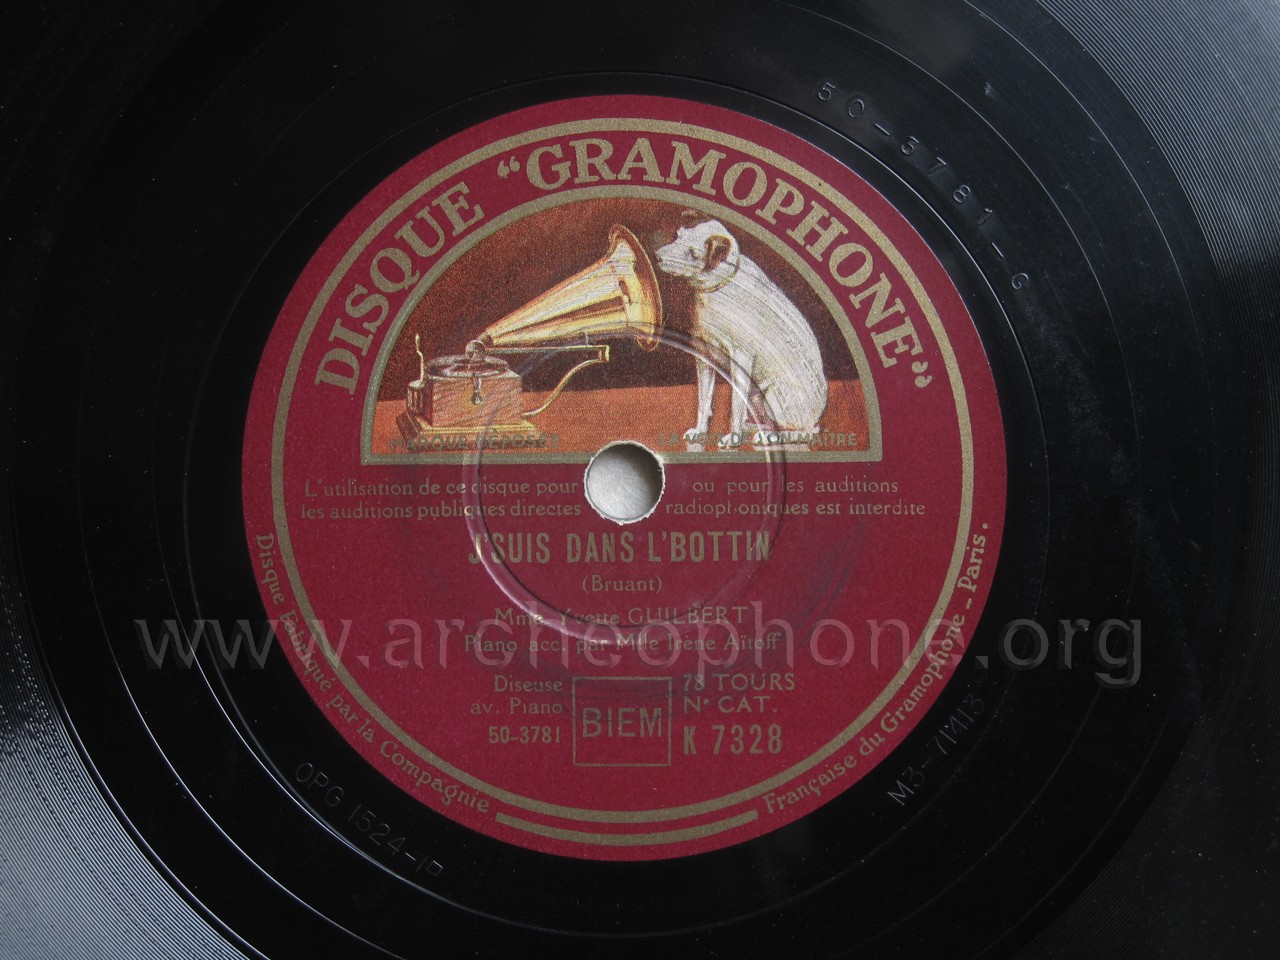 DISQUE "GRAMOPHONE"
MARQUE DÉPOSÉE LA VOIX DE SON MAÎTRE
L'utilisation de ce disque pour ou pour les auditions
les auditions publiques directes radiophoniques est interdite
J'SUIS DANS L'BOTTIN
(Bruant)
Mme. Yvette GUILBERT
Piano acc. par Mlle Irène Aïtoff
Diseuse 78 TOURS
av. Piano N° CAT.
50-3781 BIEM K 7328
Disque Fabriqué par la Compagnie Française du Gramophone - Paris.
50-3781-G
OPG 1524-1□
M3-71413
www.archeophone.org